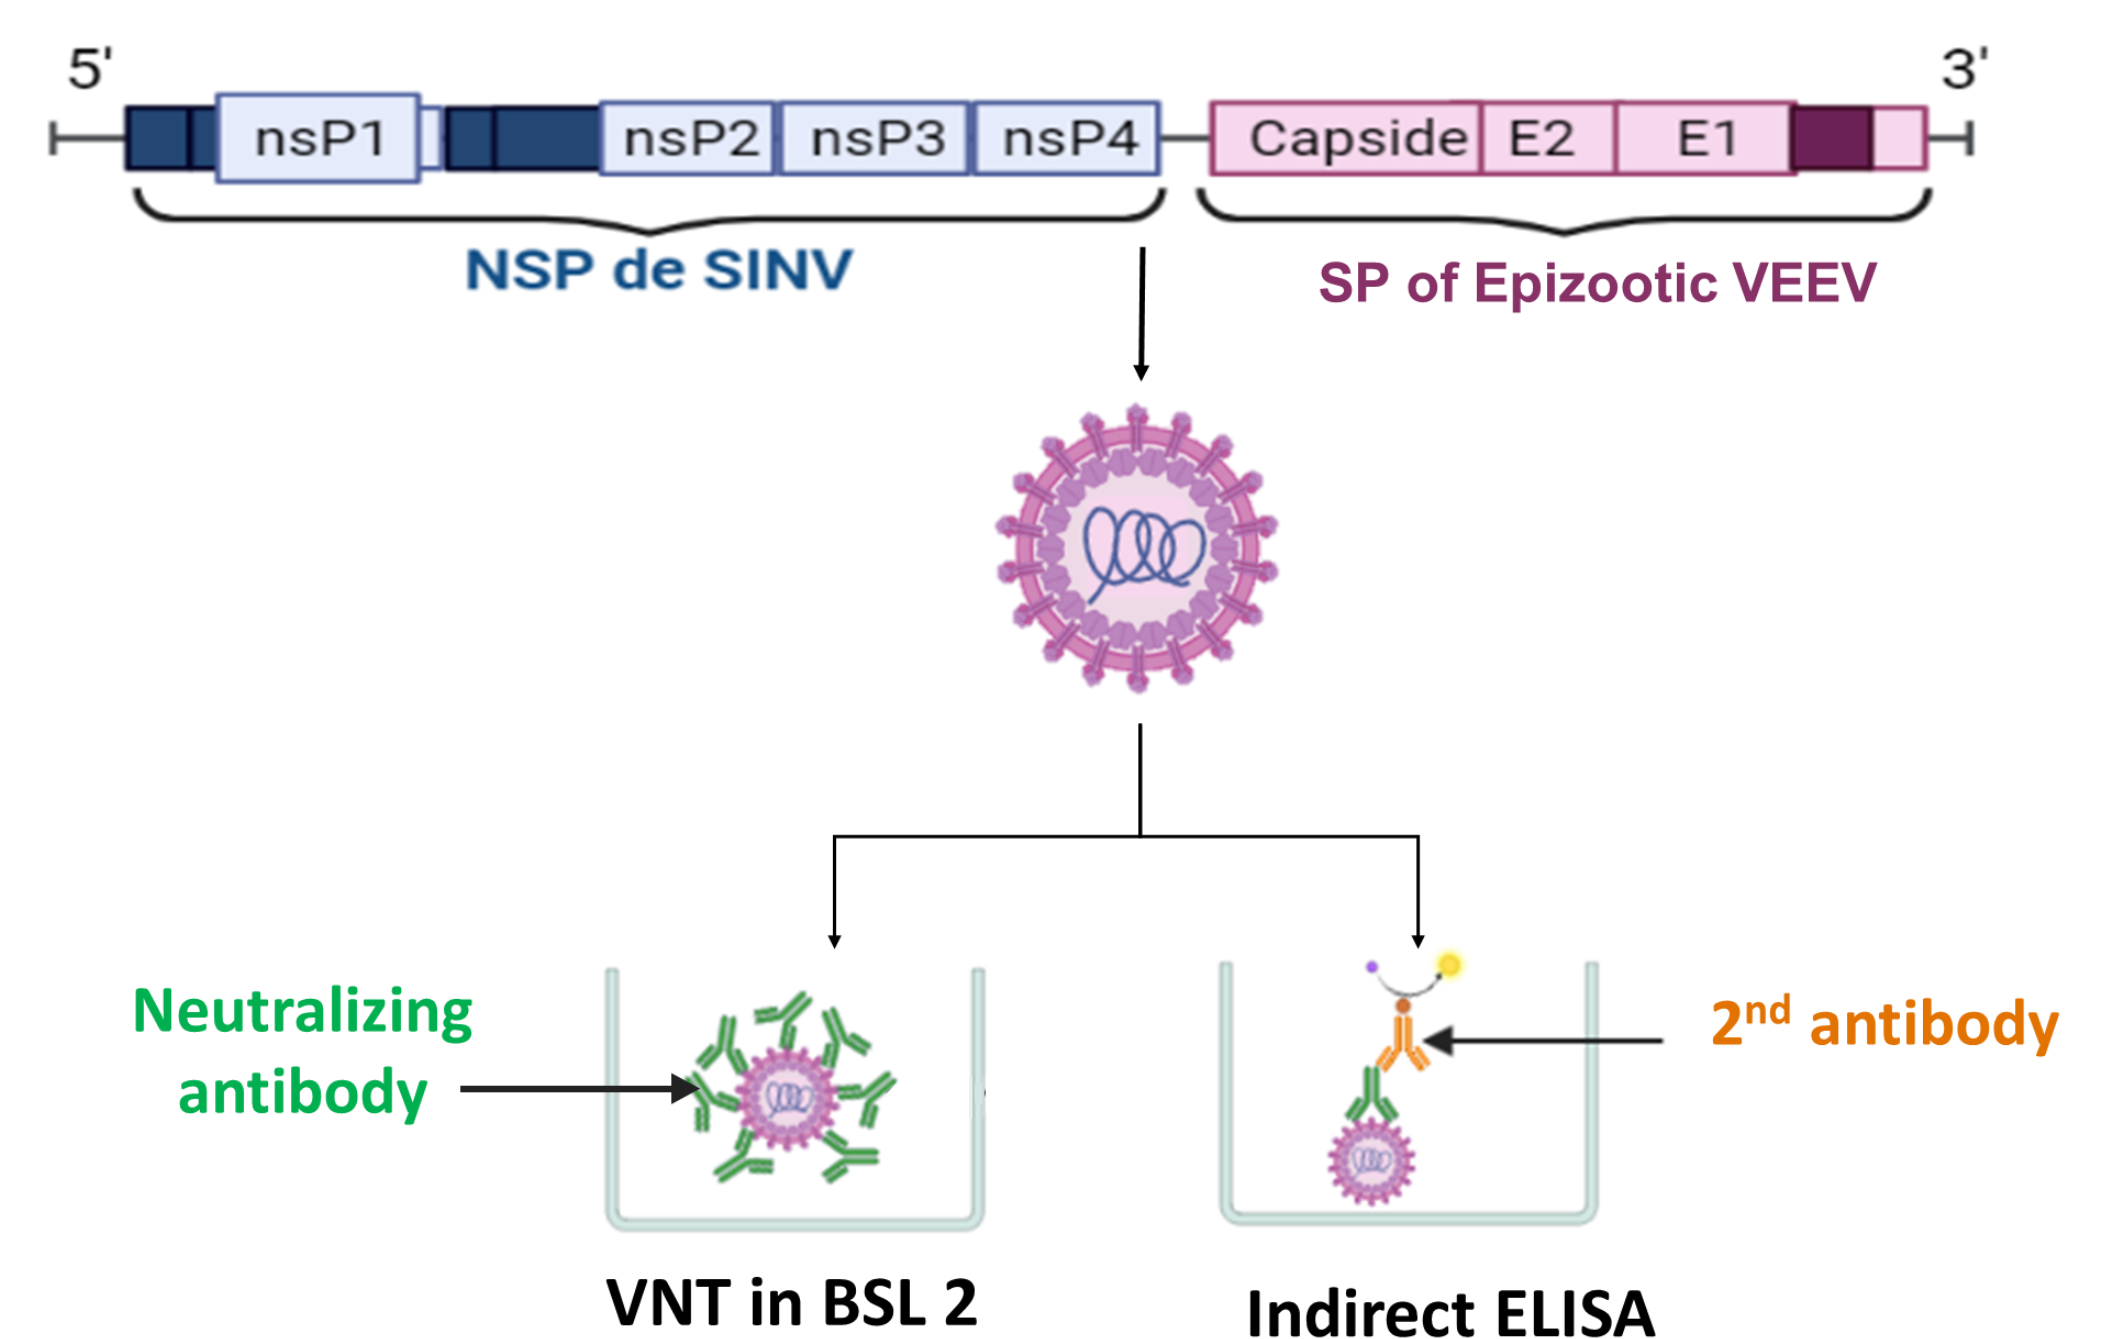 5'
3'
nsP1
nsP2
nsP3
nsP4
Capside
E2
E1
NSP de SINV
SP of Epizootic VEEV
Neutralizing
antibody
2nd antibody
VNT in BSL 2
Indirect ELISA